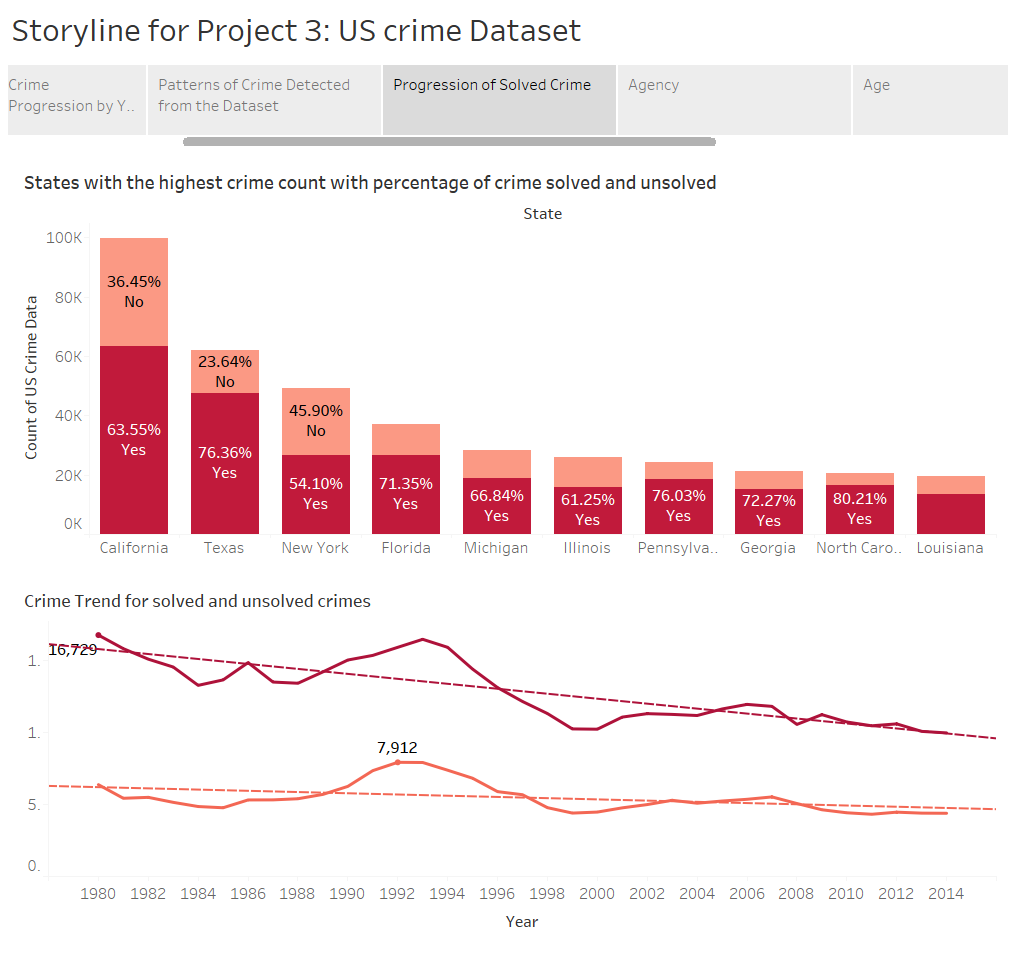 Storyline for Project 3: US crime Dataset
Crime
Progression by Y..
Patterns of Crime Detected
from the Dataset
Progression of Solved Crime
Agency
Age
States with the highest crime count with percentage of crime solved and unsolved
State
Count of US Crime Data
100K
80K
60K
40K
20K
0K
36.45%
No
63.55%
Yes
23.64%
No
76.36%
Yes
45.90%
No
54.10%
Yes
71.35%
Yes
66.84%
Yes
61.25%
Yes
76.03%
Yes
72.27%
Yes
80.21%
Yes
California Texas New York Florida Michigan Illinois Pennsylva.. Georgia North Caro.. Louisiana
Crime Trend for solved and unsolved crimes
16,729
1.
1.
7,912
5.
0.
1980 1982 1984 1986 1988 1990 1992 1994 1996 1998 2000 2002 2004 2006 2008 2010 2012 2014
Year